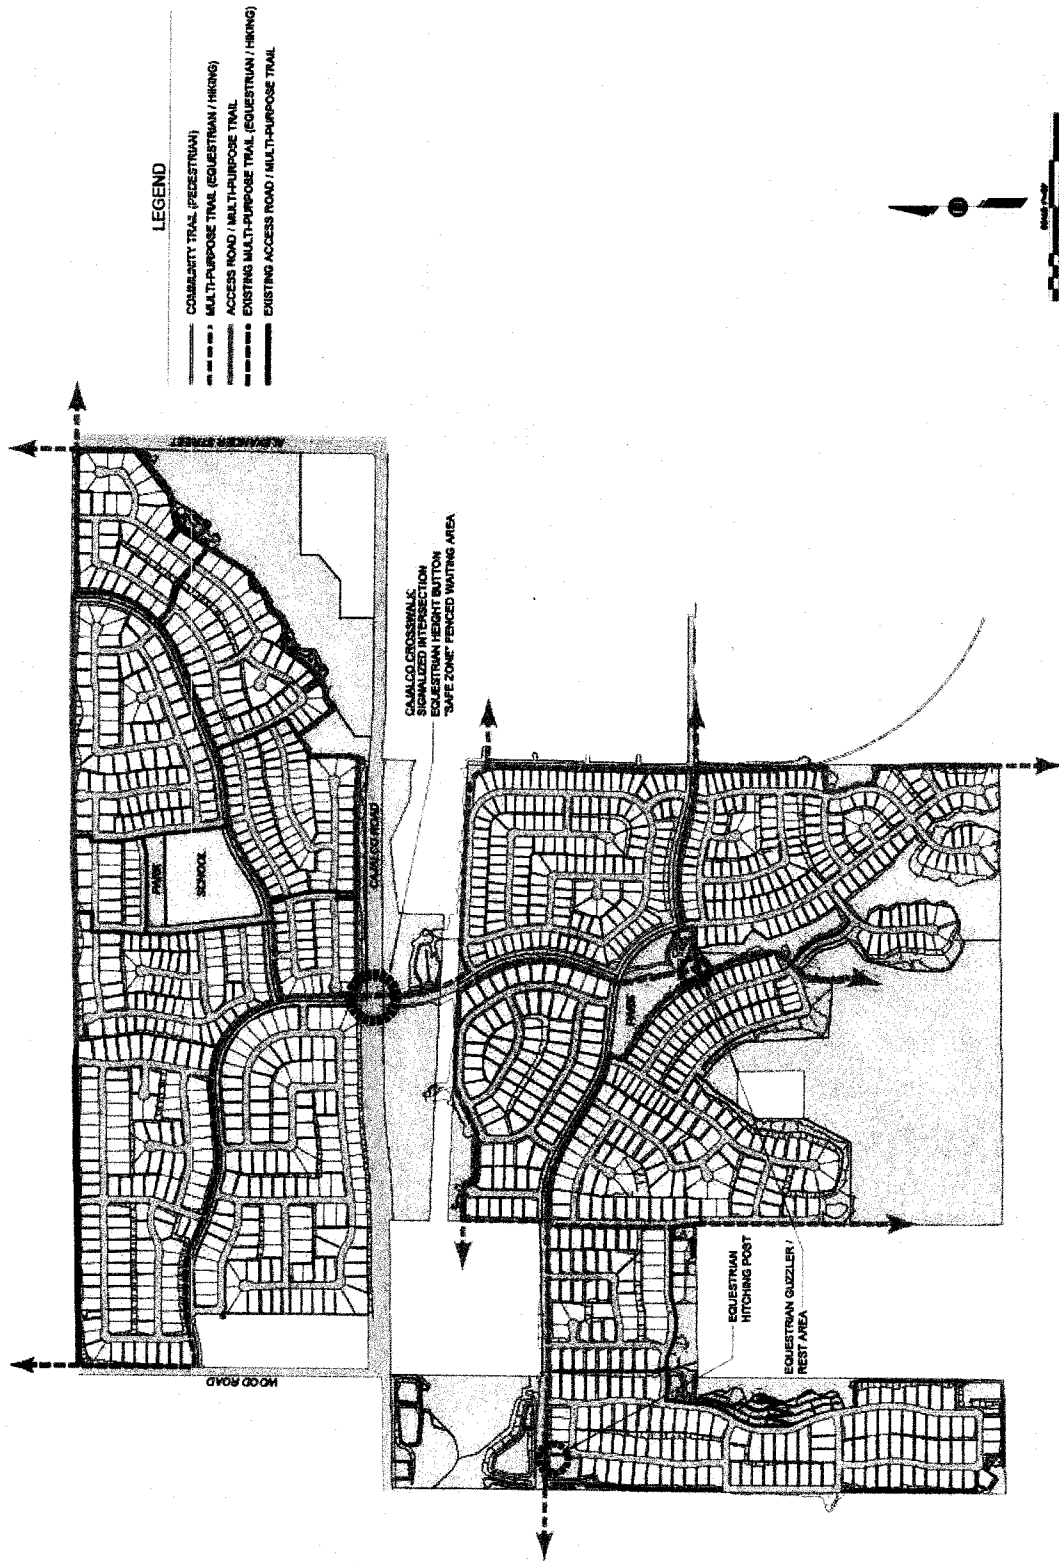 LEGEND
COMMUNITY TRAIL (PEDESTRIAN)
MULTI-PURPOSE TRAIL (EQUESTRIAN / HIKING)
ACCESS ROAD / MULTI-PURPOSE TRAIL
EXISTING MULTI-PURPOSE TRAIL (EQUESTRIAN / HIKING)
EXISTING ACCESS ROAD / MULTI-PURPOSE TRAIL
ALEXANDER STREET
CAJALCO CROSSWALK
SIGNALIZED INTERSECTION
EQUESTRIAN HEIGHT BUTTON
"SAFE ZONE" FENCED WAITING AREA
PARK
SCHOOL
CAJALCO ROAD
PARK
WOOD ROAD
EQUESTRIAN
HITCHING POST
EQUESTRIAN GUZZLER /
REST AREA